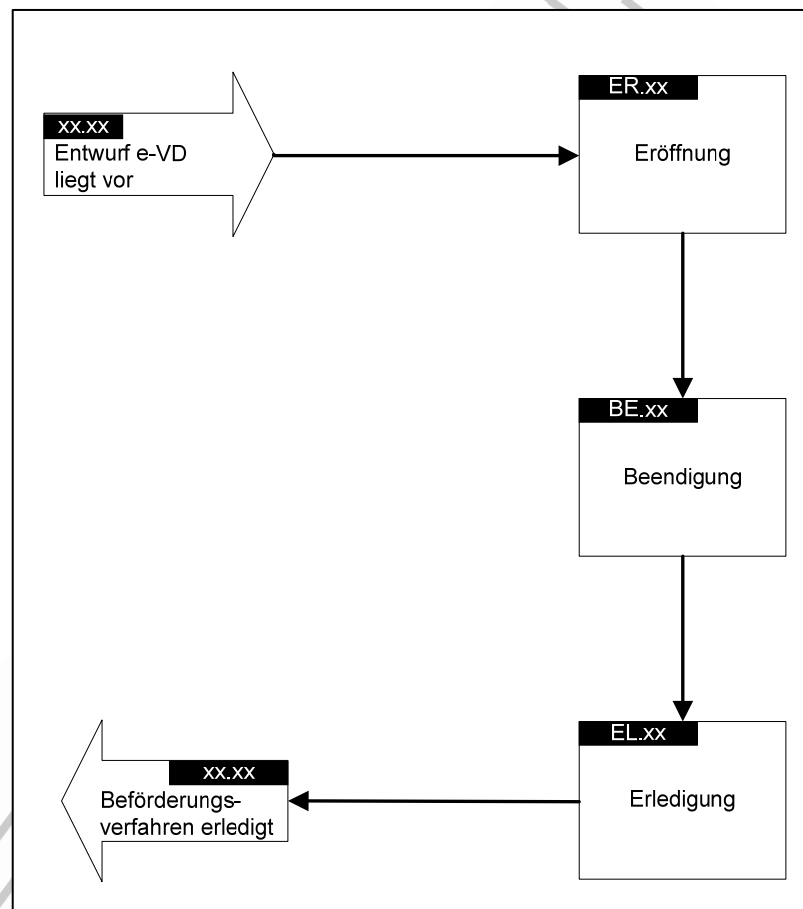 xx.xx
Entwurf e-VD
liegt vor
ER.xx
Eröffnung
BE.xx
Beendigung
EL.xx
Erledigung
xx.xx
Beförderungs-
verfahren erledigt